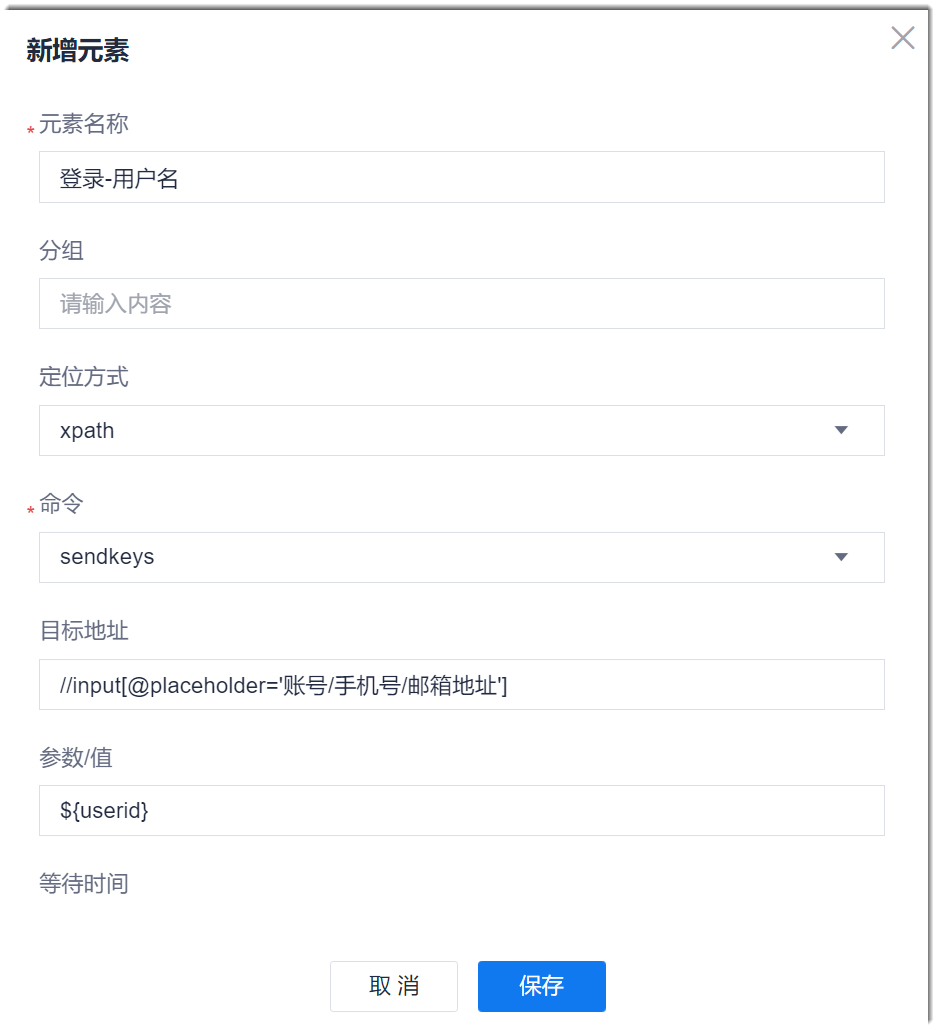 新增元素
* 元素名称
登录-用户名
分组
请输入内容
定位方式
xpath
* 命令
sendkeys
目标地址
//input[@placeholder='账号/手机号/邮箱地址']
参数/值
${userid}
等待时间
取 消 保存